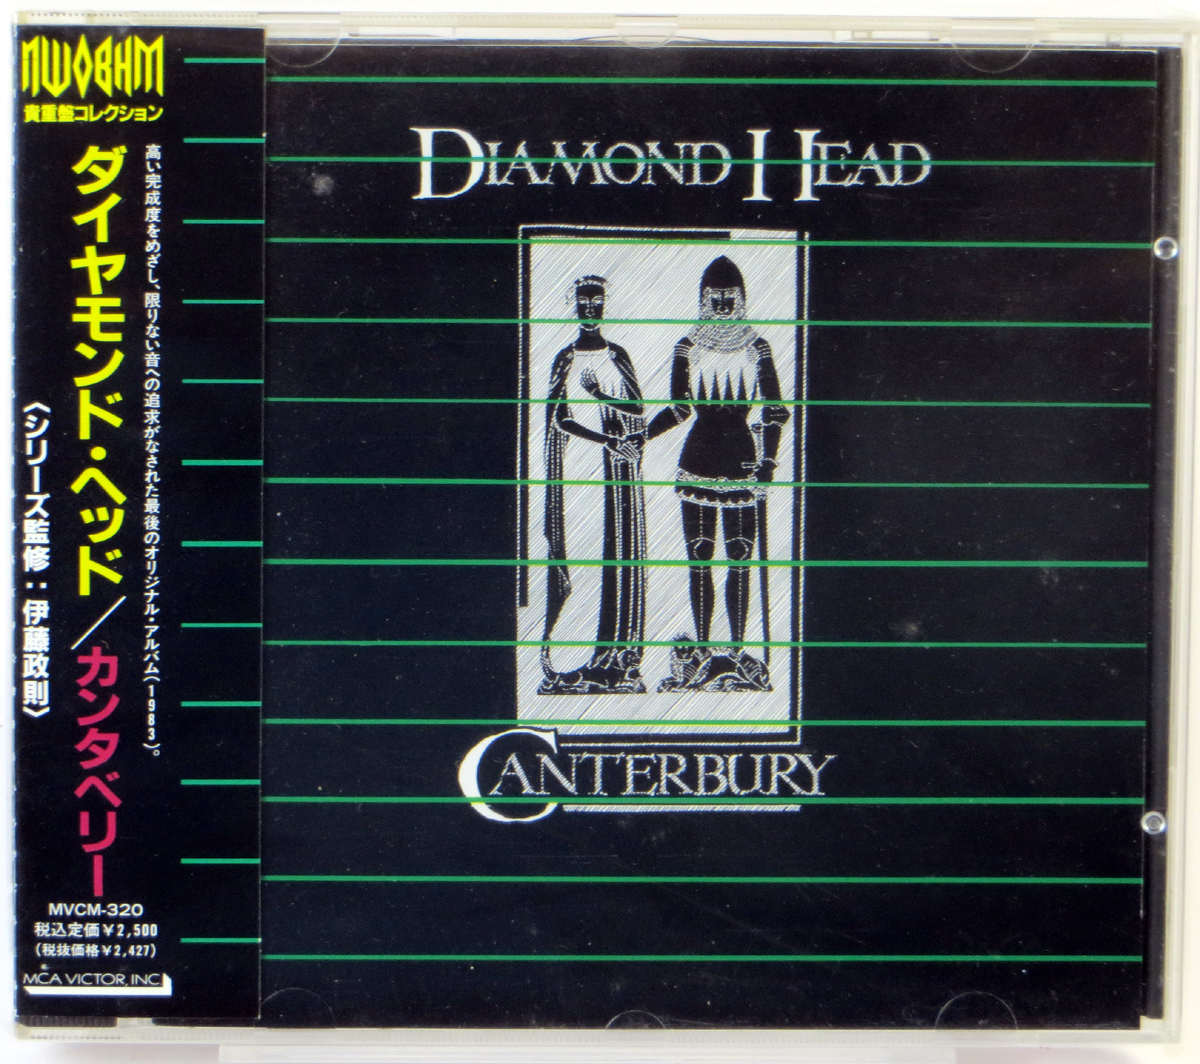 NWOBHM
貴重盤コレクション
高い完成度をめざし、限りない音への追求がなされた最後のオリジナル・アルバム(1983)。
ダイヤモンド・ヘッド／カンタベリー
〈シリーズ監修：伊藤政則〉
MVCM-320
税込定価￥2,500
(税抜価格￥2,427)
MCA VICTOR, INC
DIAMOND HEAD
CANTERBURY